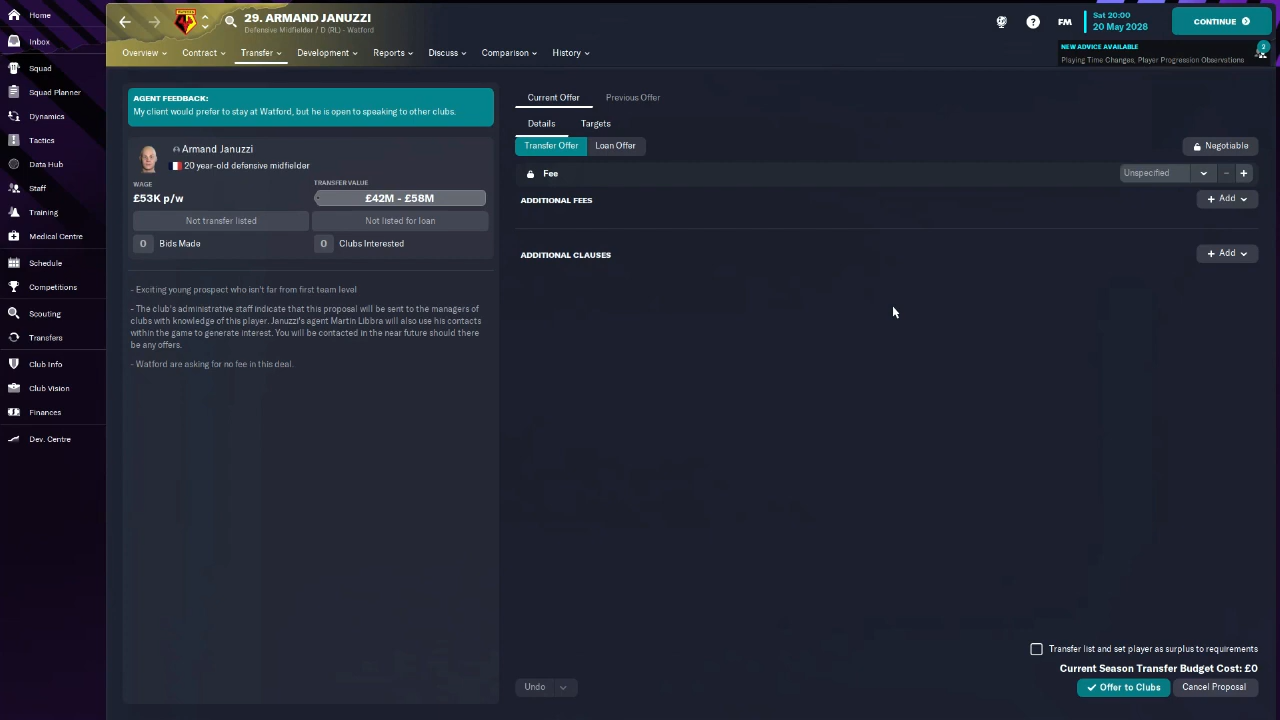 Home
Inbox
Squad
Squad Planner
Dynamics
Tactics
Data Hub
Staff
Training
Medical Centre
Schedule
Competitions
Scouting
Transfers
Club Info
Club Vision
Finances
Dev. Centre
29. ARMAND JANUZZI
Defensive Midfielder / D (RL) - Watford
FM
Sat 20:00
20 May 2028
CONTINUE
Overview
Contract
Transfer
Development
Reports
Discuss
Comparison
History
NEW ADVICE AVAILABLE
2
Playing Time Changes, Player Progression Observations
AGENT FEEDBACK:
My client would prefer to stay at Watford, but he is open to speaking to other clubs.
Armand Januzzi
20 year-old defensive midfielder
WAGE
£53K p/w
TRANSFER VALUE
£42M - £58M
Not transfer listed
Not listed for loan
0 Bids Made
0 Clubs Interested
- Exciting young prospect who isn't far from first team level
- The club's administrative staff indicate that this proposal will be sent to the managers of
clubs with knowledge of this player. Januzzi's agent Martin Libbra will also use his contacts
within the game to generate interest. You will be contacted in the near future should there
be any offers.
- Watford are asking for no fee in this deal.
Current Offer
Previous Offer
Details
Targets
Transfer Offer
Loan Offer
Negotiable
Fee
Unspecified
ADDITIONAL FEES
+ Add
ADDITIONAL CLAUSES
+ Add
Transfer list and set player as surplus to requirements
Current Season Transfer Budget Cost: £0
Undo
Offer to Clubs
Cancel Proposal